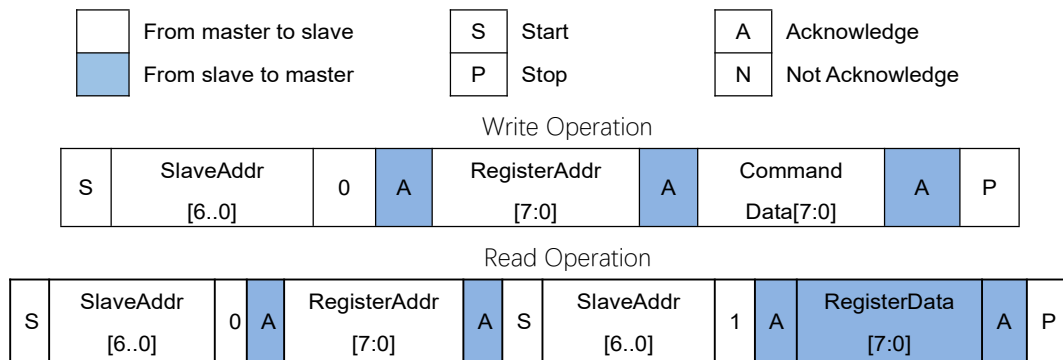 From master to slave S Start A Acknowledge
From slave to master P Stop N Not Acknowledge
Write Operation
S SlaveAddr [6..0] 0 A RegisterAddr [7:0] A Command Data[7:0] A P
Read Operation
S SlaveAddr [6..0] 0 A RegisterAddr [7:0] A S SlaveAddr [6..0] 1 A RegisterData [7:0] A P